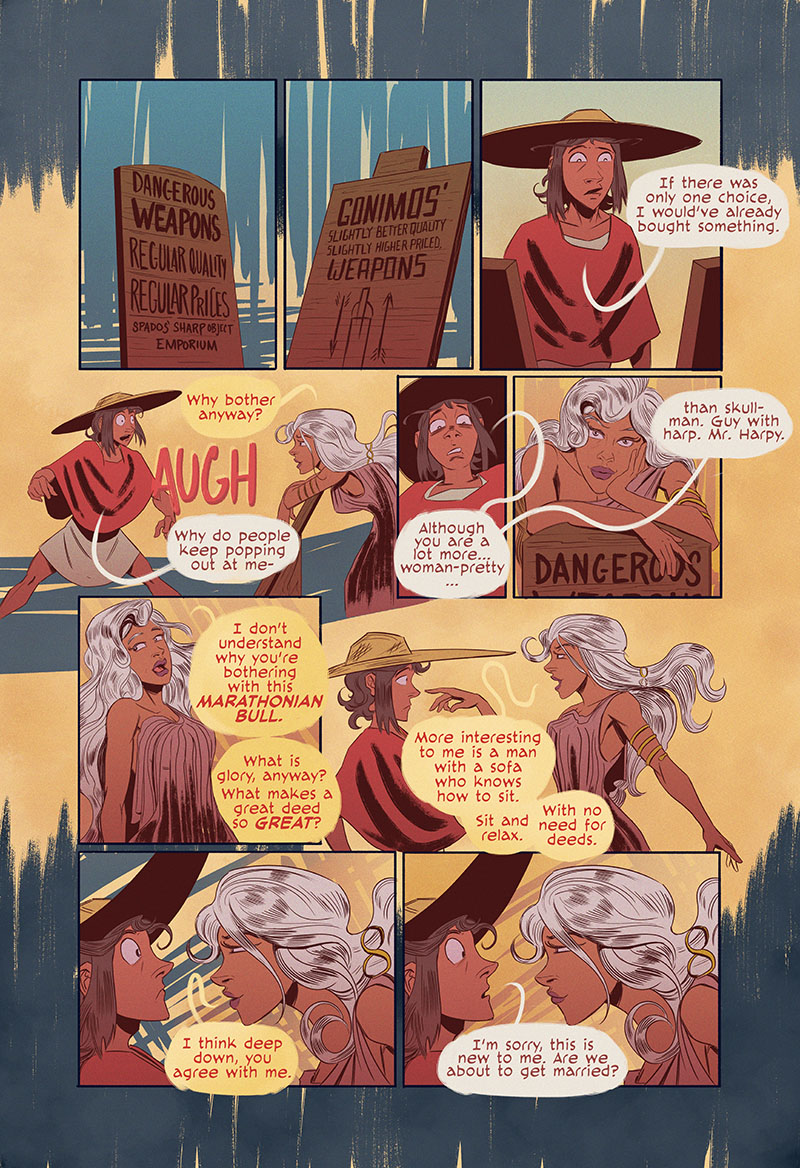 DANGEROUS
WEAPONS
REGULAR QUALITY
REGULAR PRICES
SPADOS' SHARP OBJECT
EMPORIUM
GONIMOS'
SLIGHTLY BETTER QUALITY
SLIGHTLY HIGHER PRICED,
WEAPONS
If there was
only one choice,
I would've already
bought something.
Why bother
anyway?
AUGH
Why do people
keep popping
out at me-
Although
you are a
lot more...
woman-pretty
...
than skull-
man. Guy with
harp. Mr. Harpy.
DANGEROUS
WEAPONS
I don't
understand
why you're
bothering
with this
MARATHONIAN
BULL.
What is
glory, anyway?
What makes a
great deed
so GREAT?
More interesting
to me is a man
with a sofa
who knows
how to sit.
Sit and
relax.
With no
need for
deeds.
I think deep
down, you
agree with me.
I'm sorry, this is
new to me. Are we
about to get married?